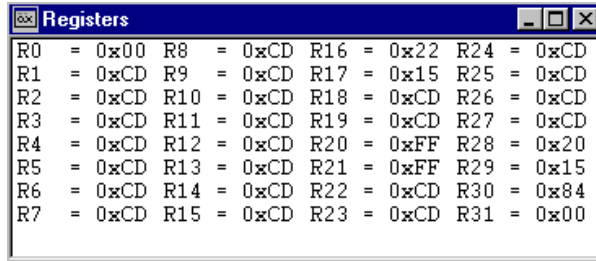 Registers
R0 = 0x00 R8 = 0xCD R16 = 0x22 R24 = 0xCD
R1 = 0xCD R9 = 0xCD R17 = 0x15 R25 = 0xCD
R2 = 0xCD R10 = 0xCD R18 = 0xCD R26 = 0xCD
R3 = 0xCD R11 = 0xCD R19 = 0xCD R27 = 0xCD
R4 = 0xCD R12 = 0xCD R20 = 0xFF R28 = 0x20
R5 = 0xCD R13 = 0xCD R21 = 0xFF R29 = 0x15
R6 = 0xCD R14 = 0xCD R22 = 0xCD R30 = 0x84
R7 = 0xCD R15 = 0xCD R23 = 0xCD R31 = 0x00